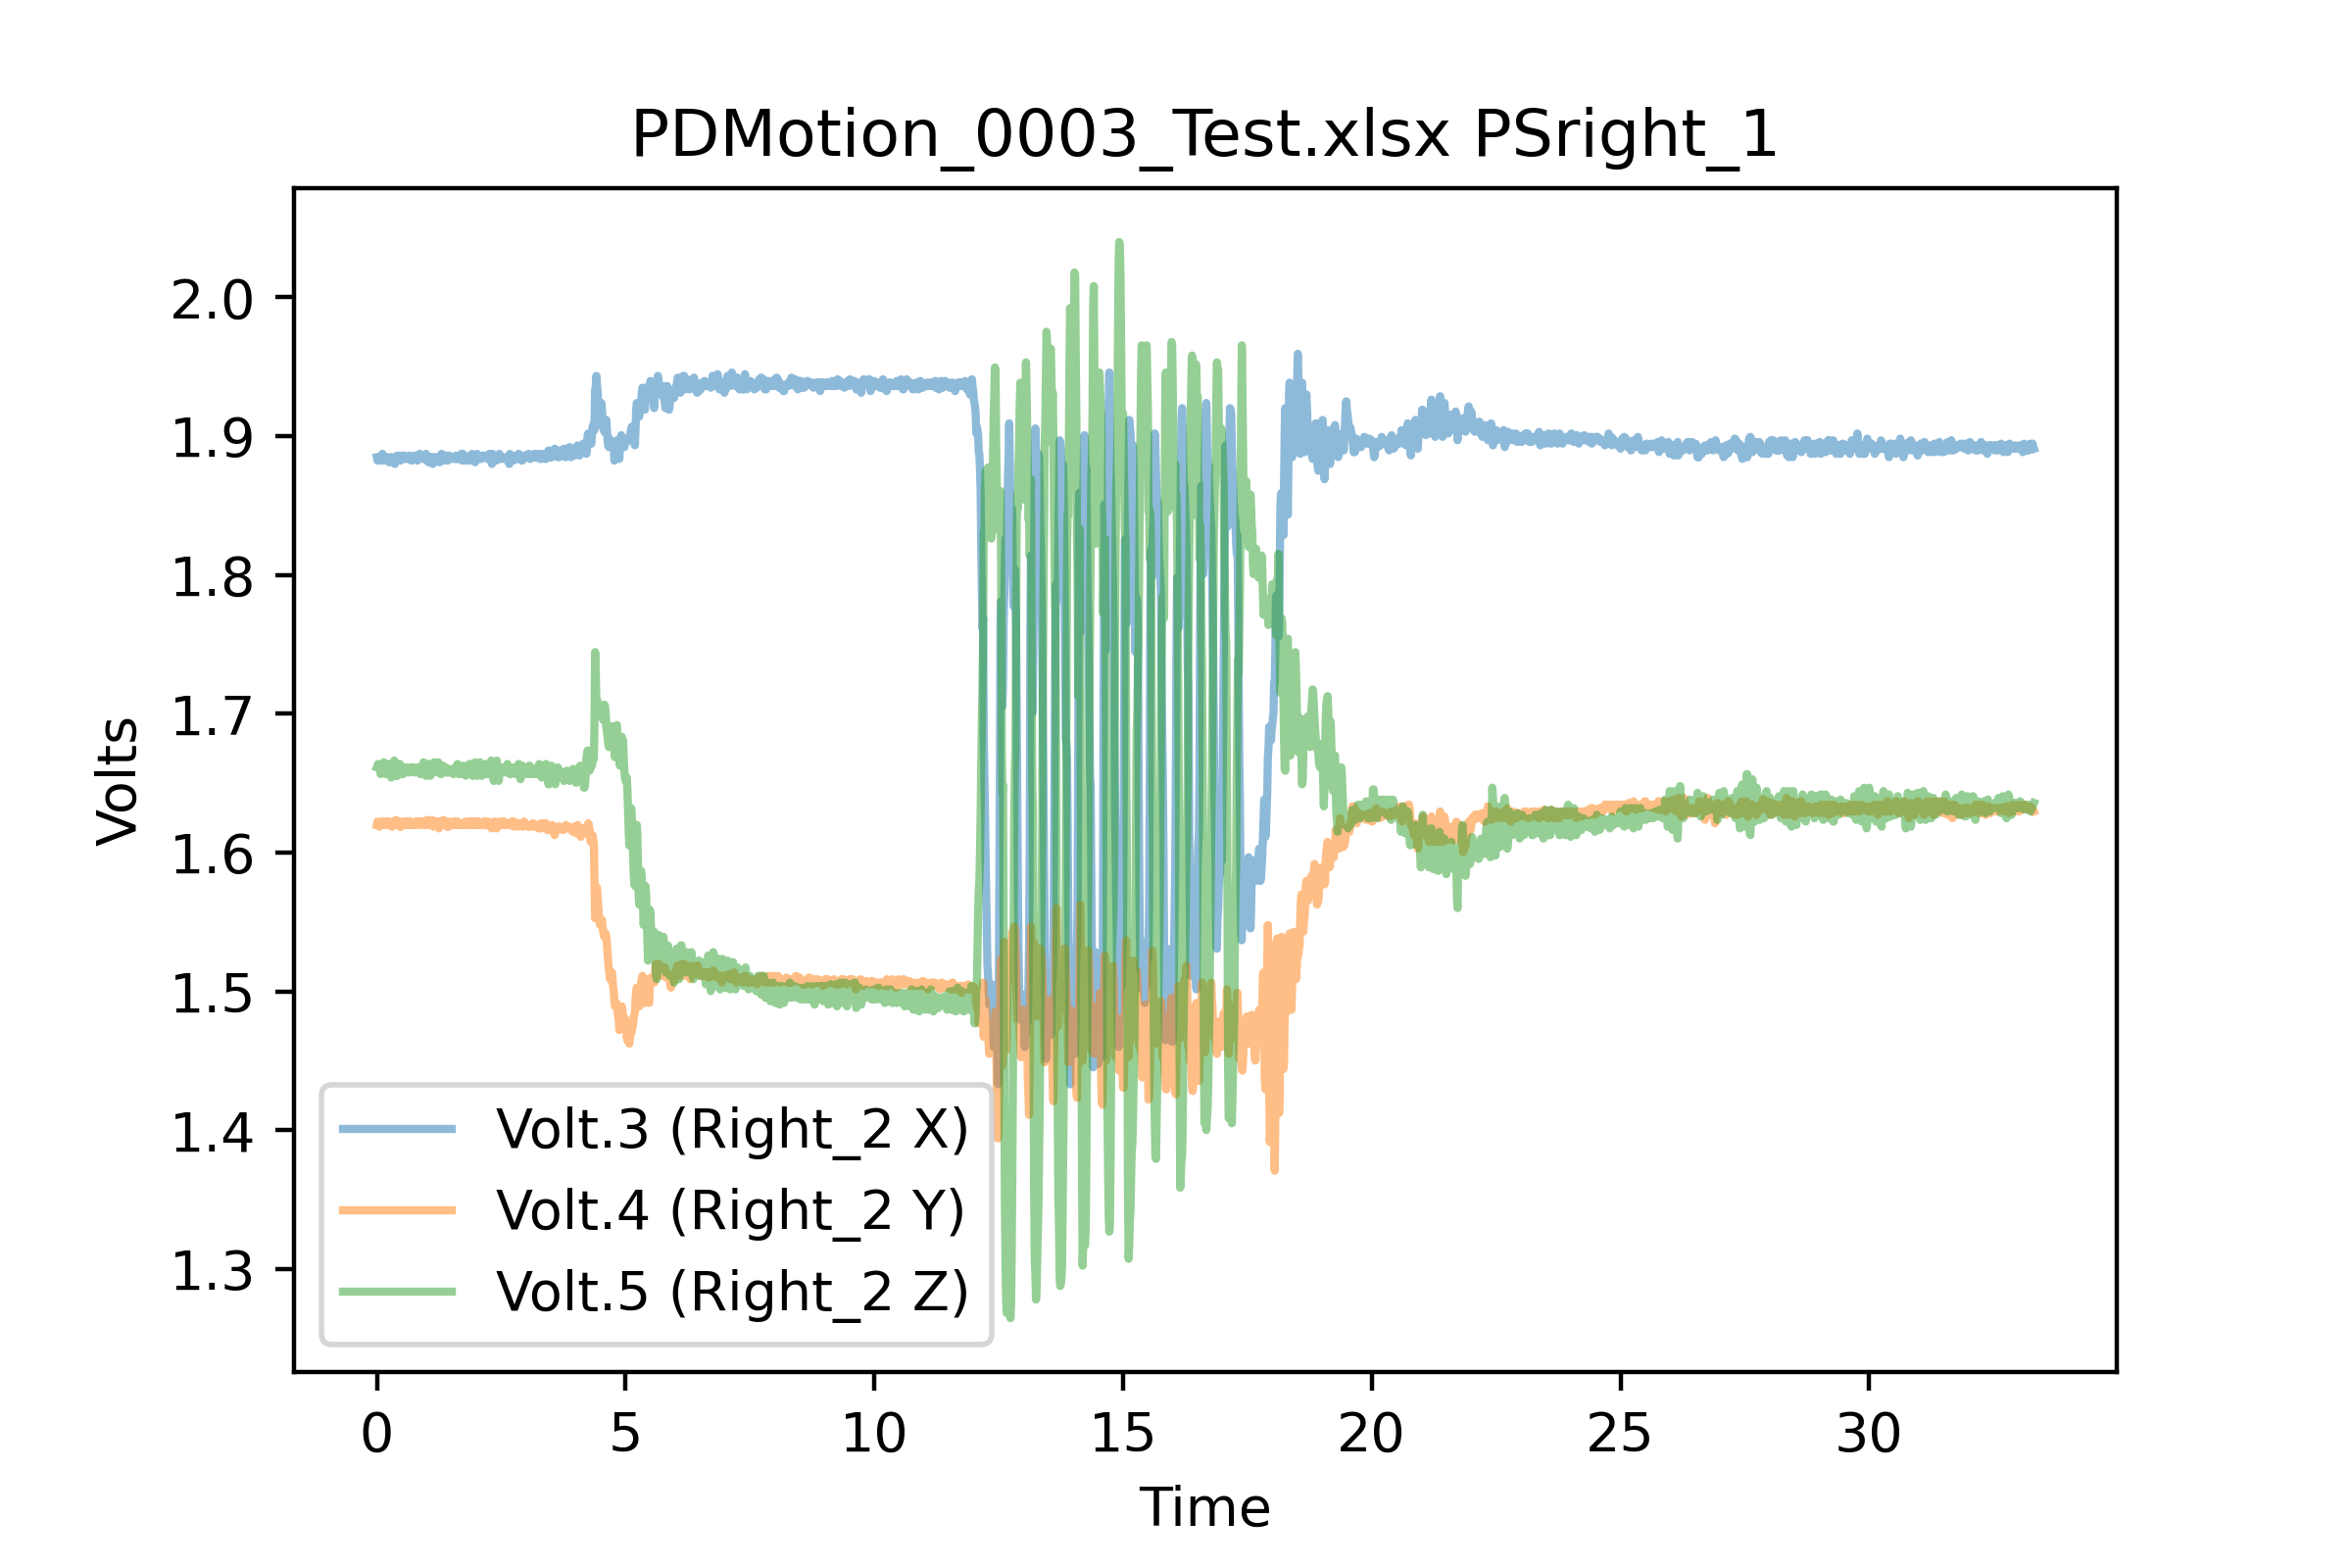 PDMotion_0003_Test.xlsx PSright_1
Volts
2.0
1.9
1.8
1.7
1.6
1.5
1.4
1.3
Volt.3 (Right_2 X)
Volt.4 (Right_2 Y)
Volt.5 (Right_2 Z)
0 5 10 15 20 25 30
Time